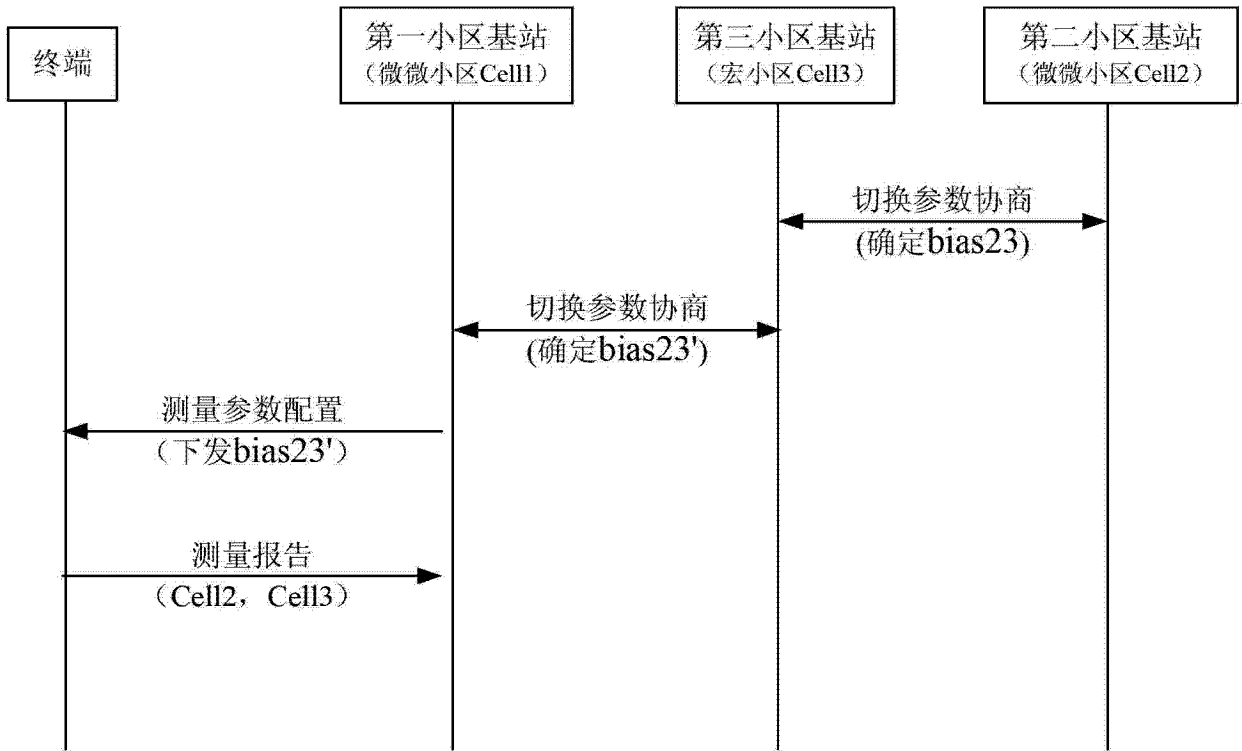 终端
第一小区基站
（微微小区Cell1）
第三小区基站
（宏小区Cell3）
第二小区基站
（微微小区Cell2）
切换参数协商
(确定bias23)
切换参数协商
(确定bias23')
测量参数配置
（下发bias23'）
测量报告
（Cell2，Cell3）